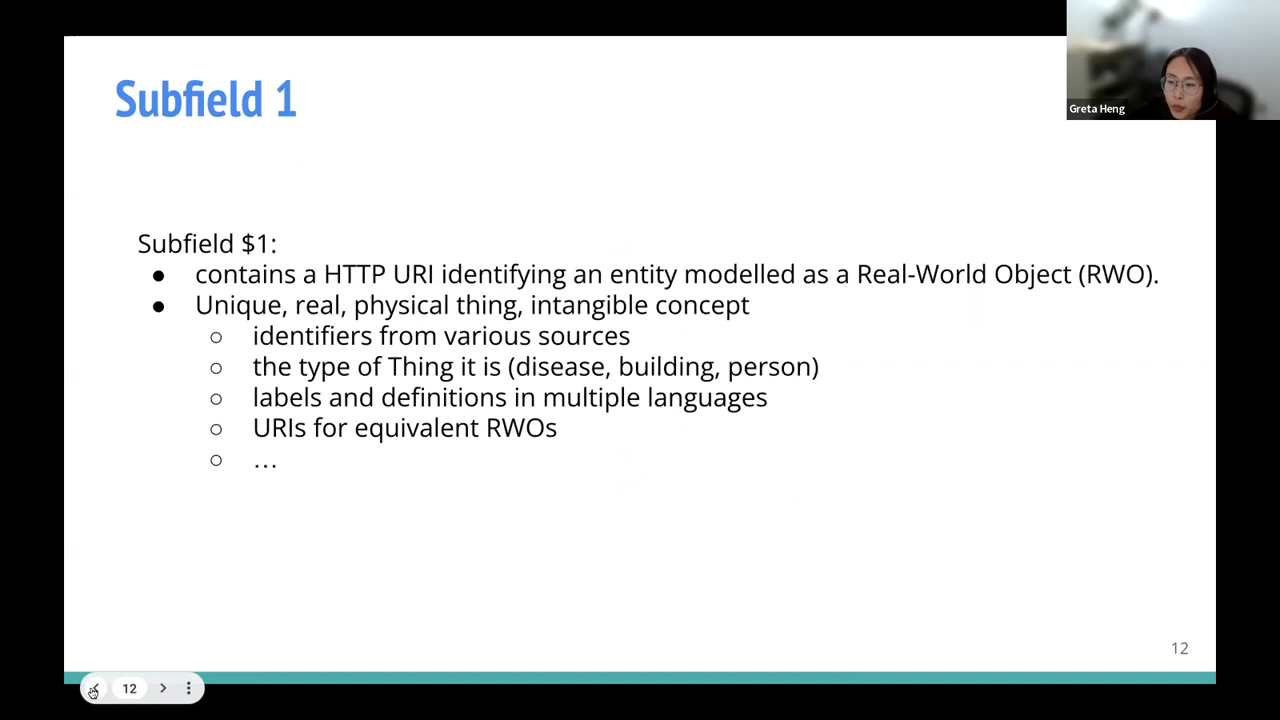 Subfield 1
Greta Heng
Subfield $1:
● contains a HTTP URI identifying an entity modelled as a Real-World Object (RWO).
● Unique, real, physical thing, intangible concept
○ identifiers from various sources
○ the type of Thing it is (disease, building, person)
○ labels and definitions in multiple languages
○ URIs for equivalent RWOs
○ …
12
12